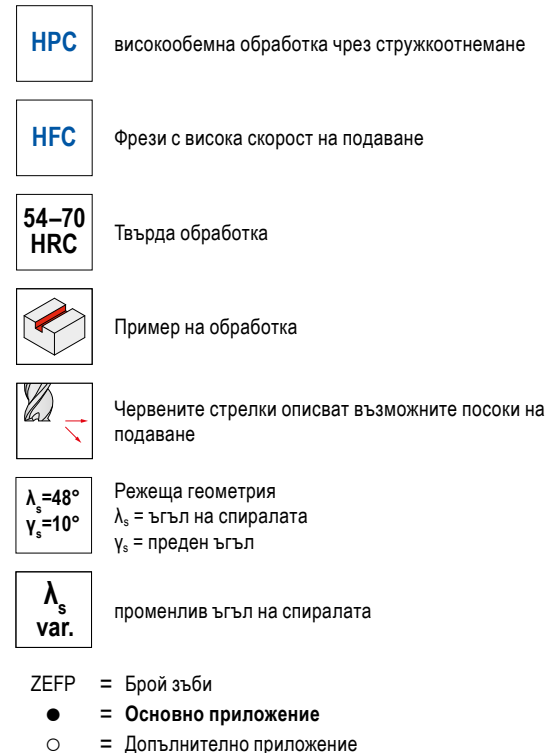 HPC високообемна обработка чрез стружкоотнемане
HFC Фрези с висока скорост на подаване
54–70
HRC
Твърда обработка
Пример на обработка
Червените стрелки описват възможните посоки на
подаване
λs=48°
γs=10°
Режеща геометрия
λs = ъгъл на спиралата
γs = преден ъгъл
λs
var.
променлив ъгъл на спиралата
ZEFP = Брой зъби
● = Основно приложение
○ = Допълнително приложение